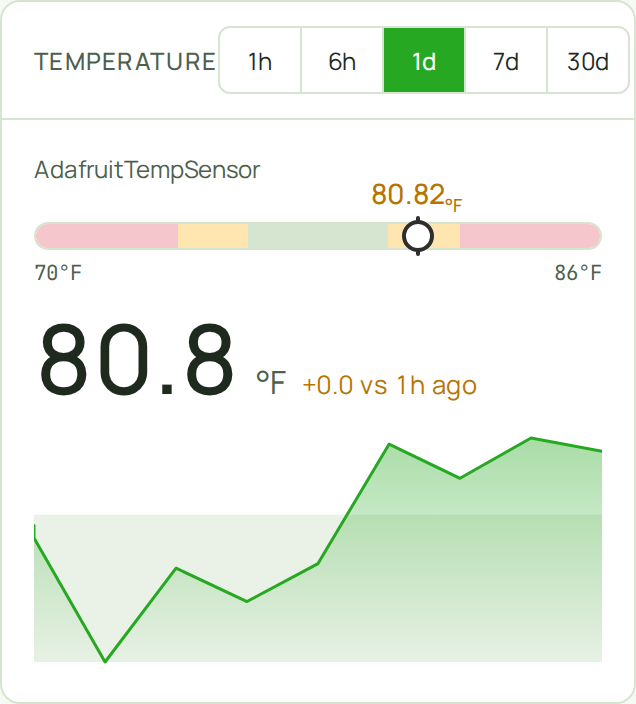 TEMPERATURE 1h 6h 1d 7d 30d
AdafruitTempSensor
80.82°F
70°F 86°F
80.8 °F +0.0 vs 1h ago